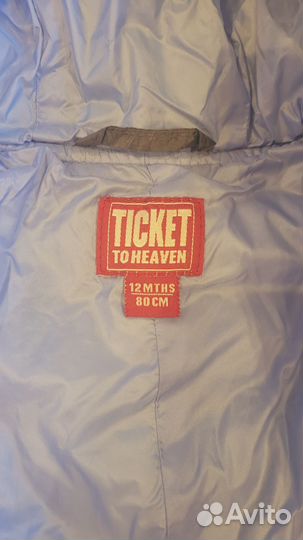 TICKET
TO HEAVEN
12 MTHS
80 CM
Avito